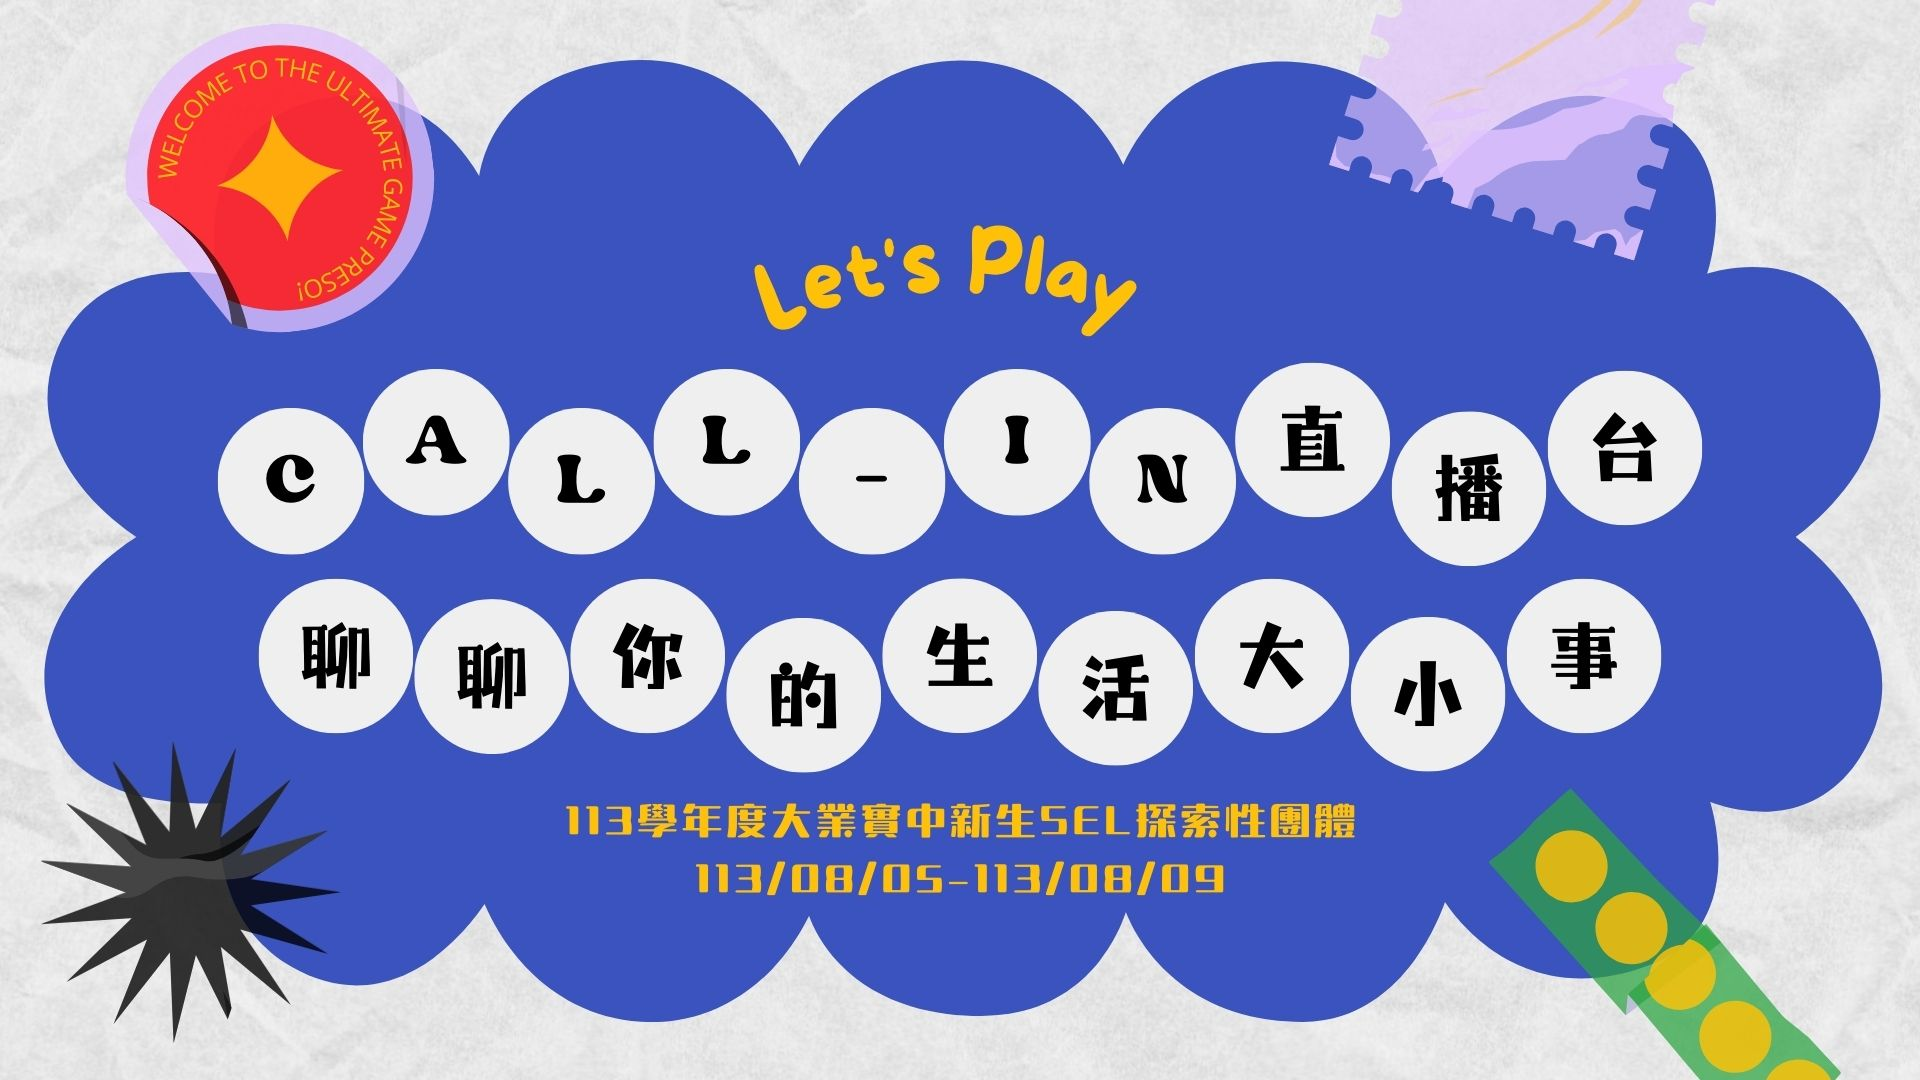 WELCOME TO THE ULTIMATE GAME PRESO!
Let's Play
CALL-IN直播台
聊聊你的生活大小事
113學年度大業實中新生SEL探索性團體
113/08/05-113/08/09